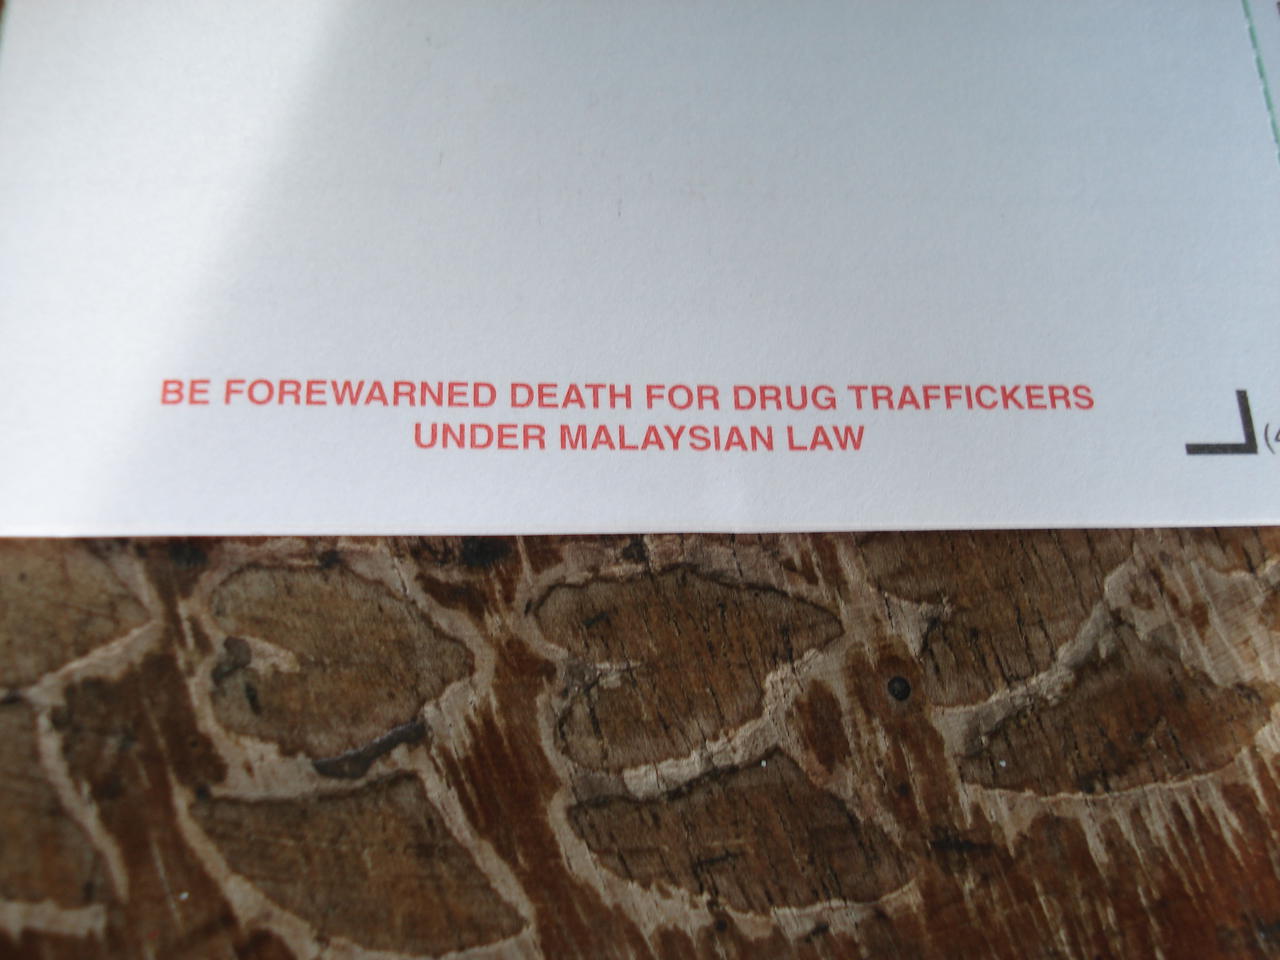 BE FOREWARNED DEATH FOR DRUG TRAFFICKERS
UNDER MALAYSIAN LAW